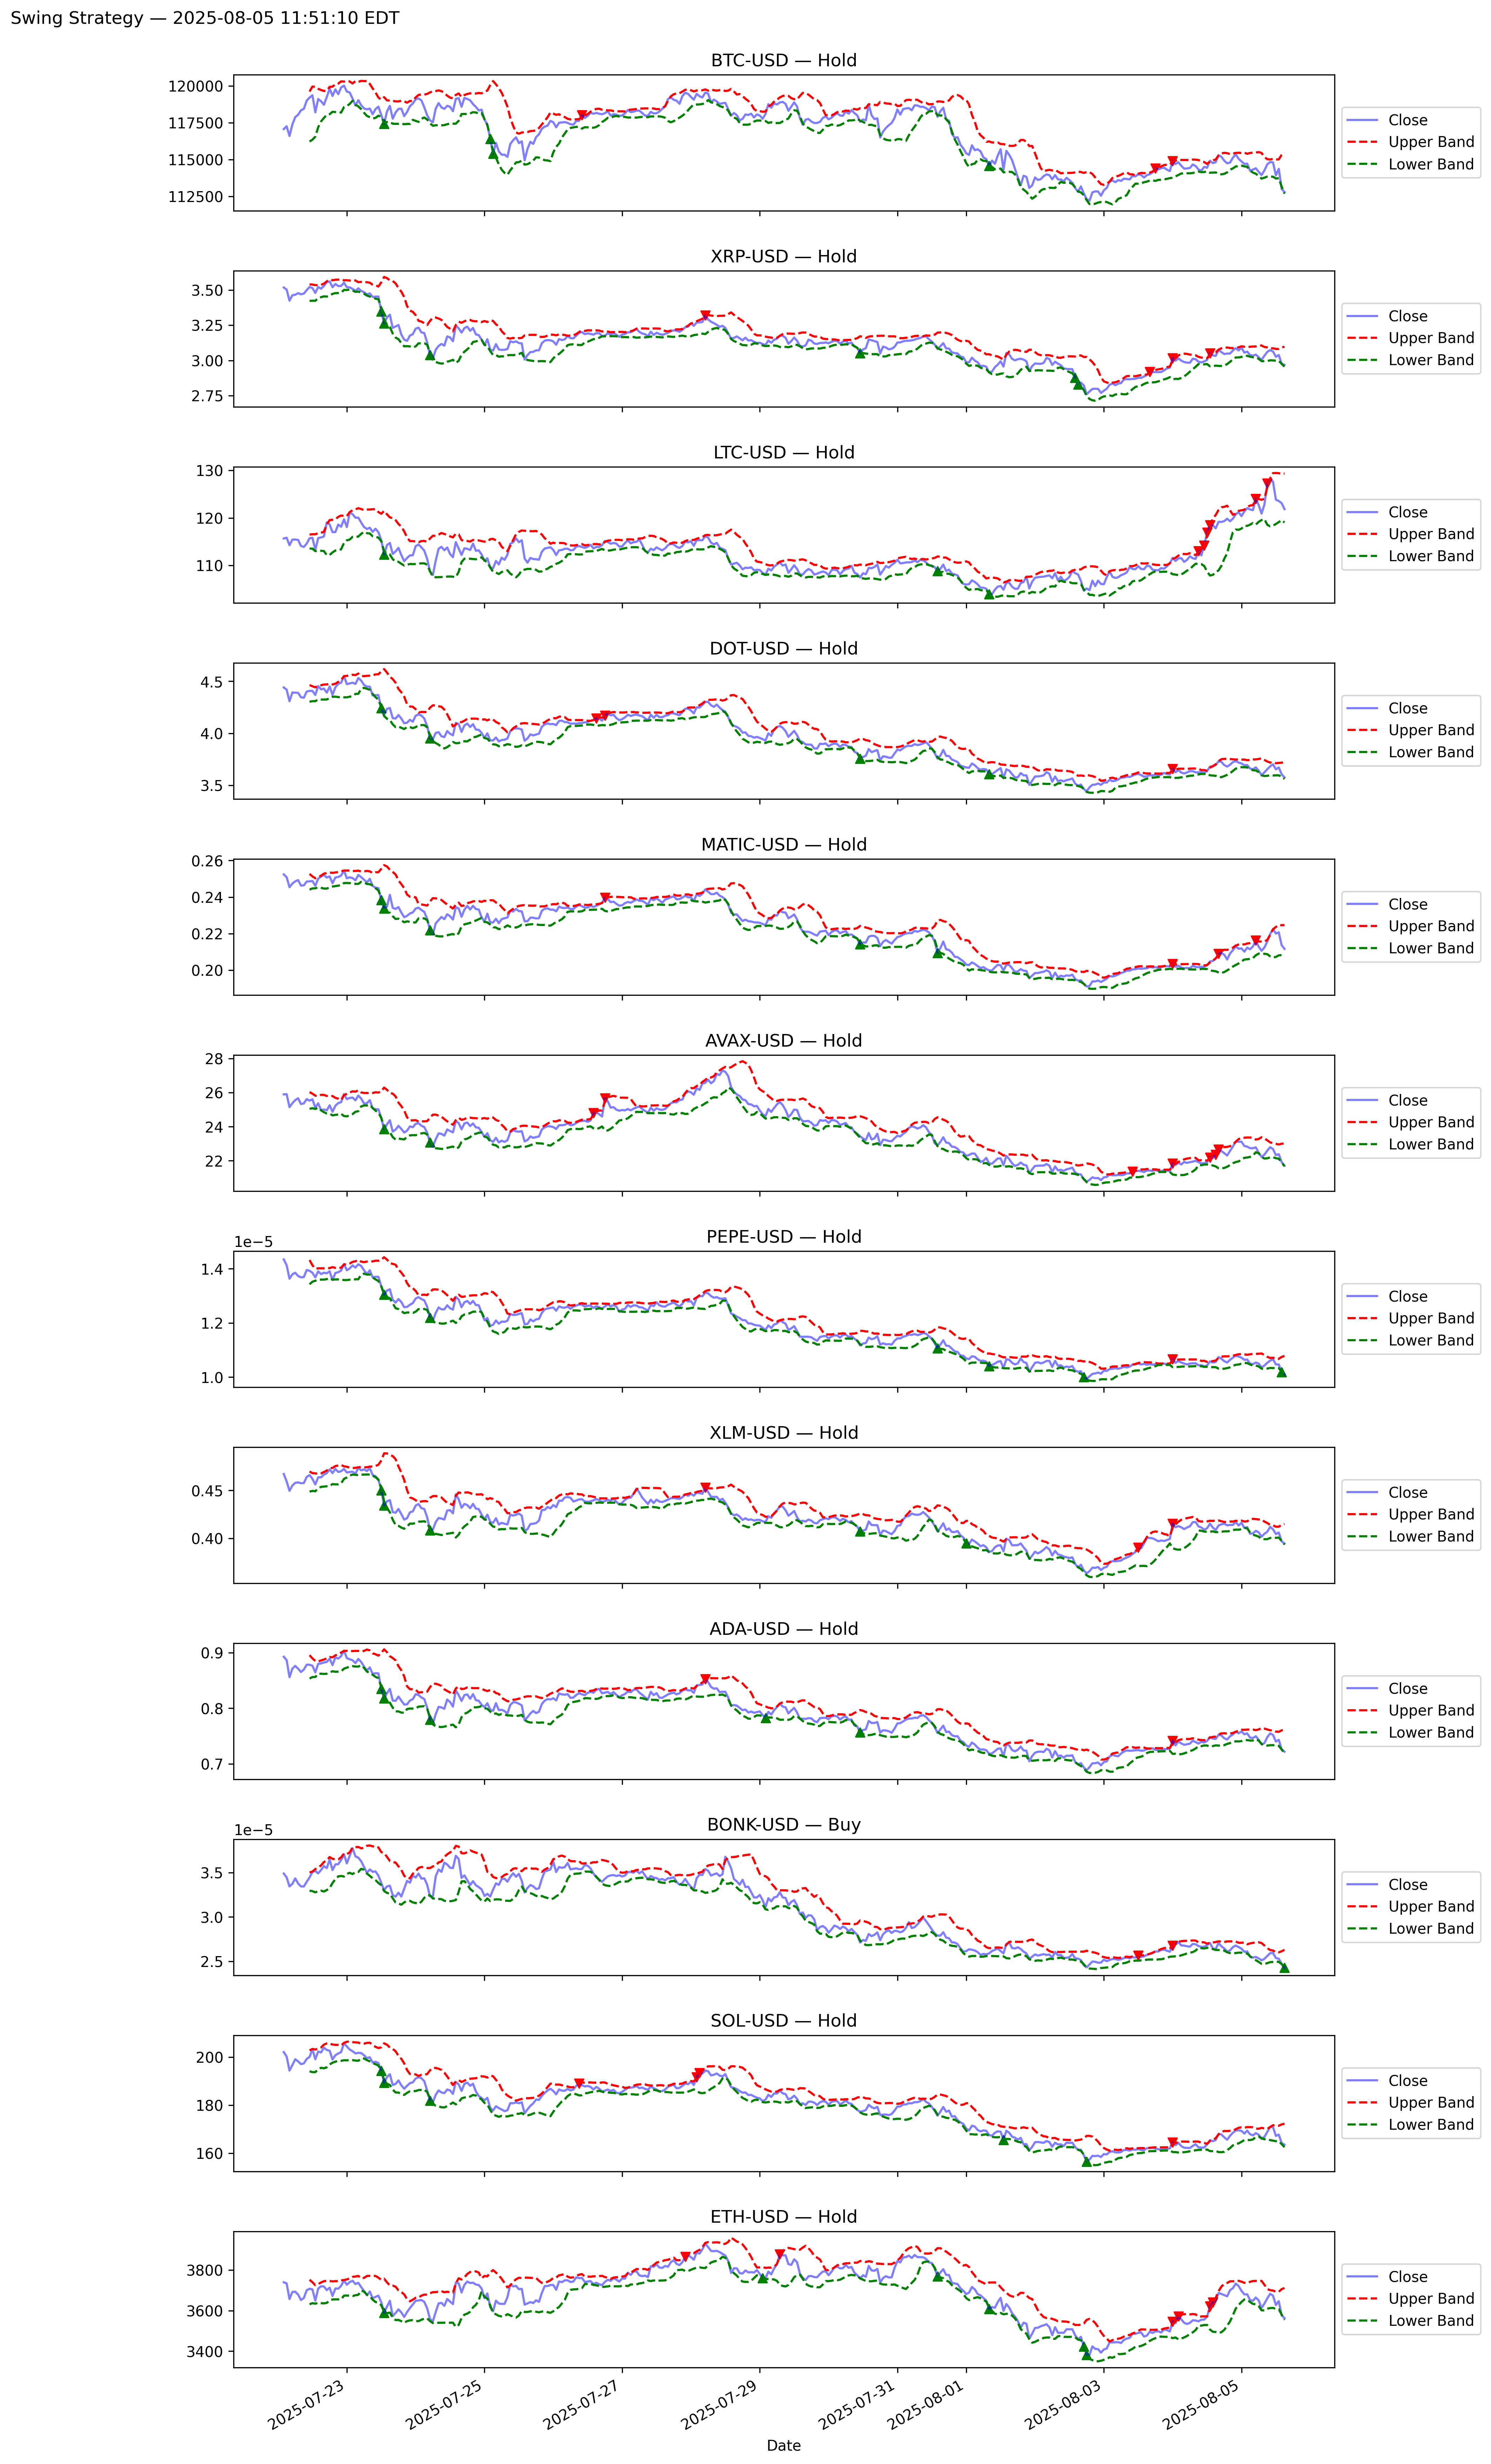 Swing Strategy — 2025-08-05 11:51:10 EDT
BTC-USD — Hold
120000
117500
115000
112500
Close
Upper Band
Lower Band
XRP-USD — Hold
3.50
3.25
3.00
2.75
Close
Upper Band
Lower Band
LTC-USD — Hold
130
120
110
Close
Upper Band
Lower Band
DOT-USD — Hold
4.5
4.0
3.5
Close
Upper Band
Lower Band
MATIC-USD — Hold
0.26
0.24
0.22
0.20
Close
Upper Band
Lower Band
AVAX-USD — Hold
28
26
24
22
Close
Upper Band
Lower Band
PEPE-USD — Hold
1e−5
1.4
1.2
1.0
Close
Upper Band
Lower Band
XLM-USD — Hold
0.45
0.40
Close
Upper Band
Lower Band
ADA-USD — Hold
0.9
0.8
0.7
Close
Upper Band
Lower Band
BONK-USD — Buy
1e−5
3.5
3.0
2.5
Close
Upper Band
Lower Band
SOL-USD — Hold
200
180
160
Close
Upper Band
Lower Band
ETH-USD — Hold
3800
3600
3400
Close
Upper Band
Lower Band
2025-07-23
2025-07-25
2025-07-27
2025-07-29
2025-07-31
2025-08-01
2025-08-03
2025-08-05
Date